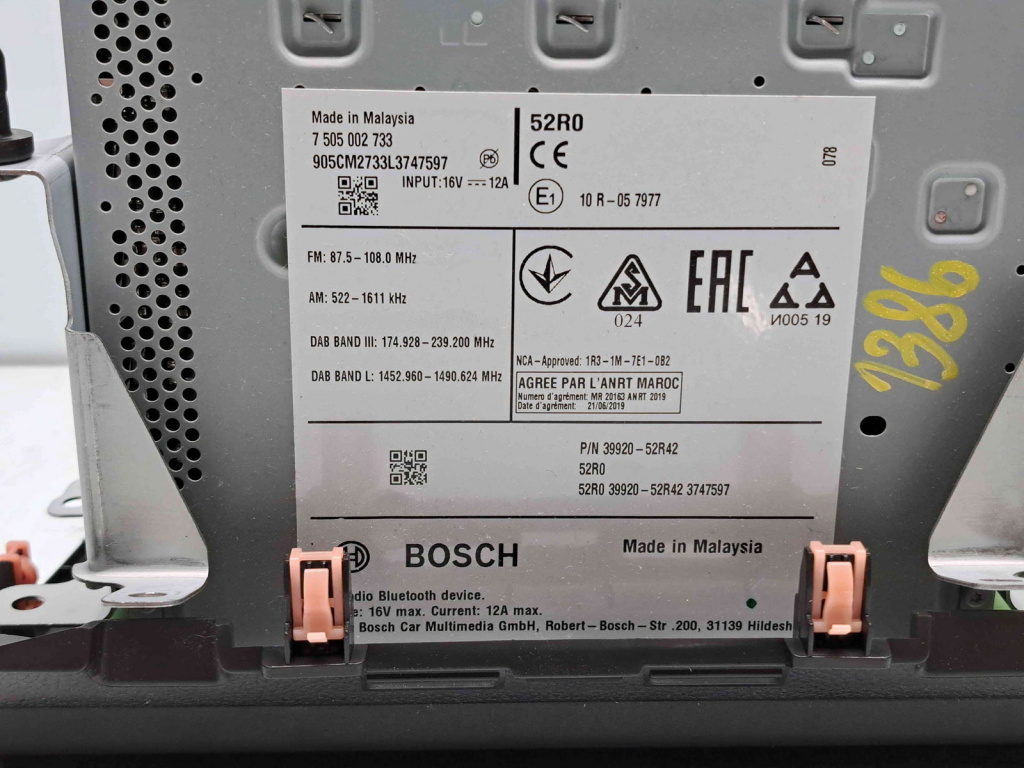 Made in Malaysia
7 505 002 733
905CM2733L3747597
INPUT: 16V 12A
Pb
52R0
CE
E1
10 R-05 7977
078
FM: 87.5-108.0 MHz
AM: 522-1611 kHz
DAB BAND III: 174.928-239.200 MHz
DAB BAND L: 1452.960-1490.624 MHz
SM
024
EAC
AAA
И005 19
NCA-Approved: 1R3-1M-7E1-0B2
AGREE PAR L'ANRT MAROC
Numero d'agrément: MR 20163 ANRT 2019
Date d'agrément: 21/06/2019
1386
P/N 39920-52R42
52R0
52R0 39920-52R42 3747597
BOSCH
Made in Malaysia
Bluetooth device.
16V max. Current: 12A max.
Bosch Car Multimedia GmbH, Robert-Bosch-Str .200, 31139